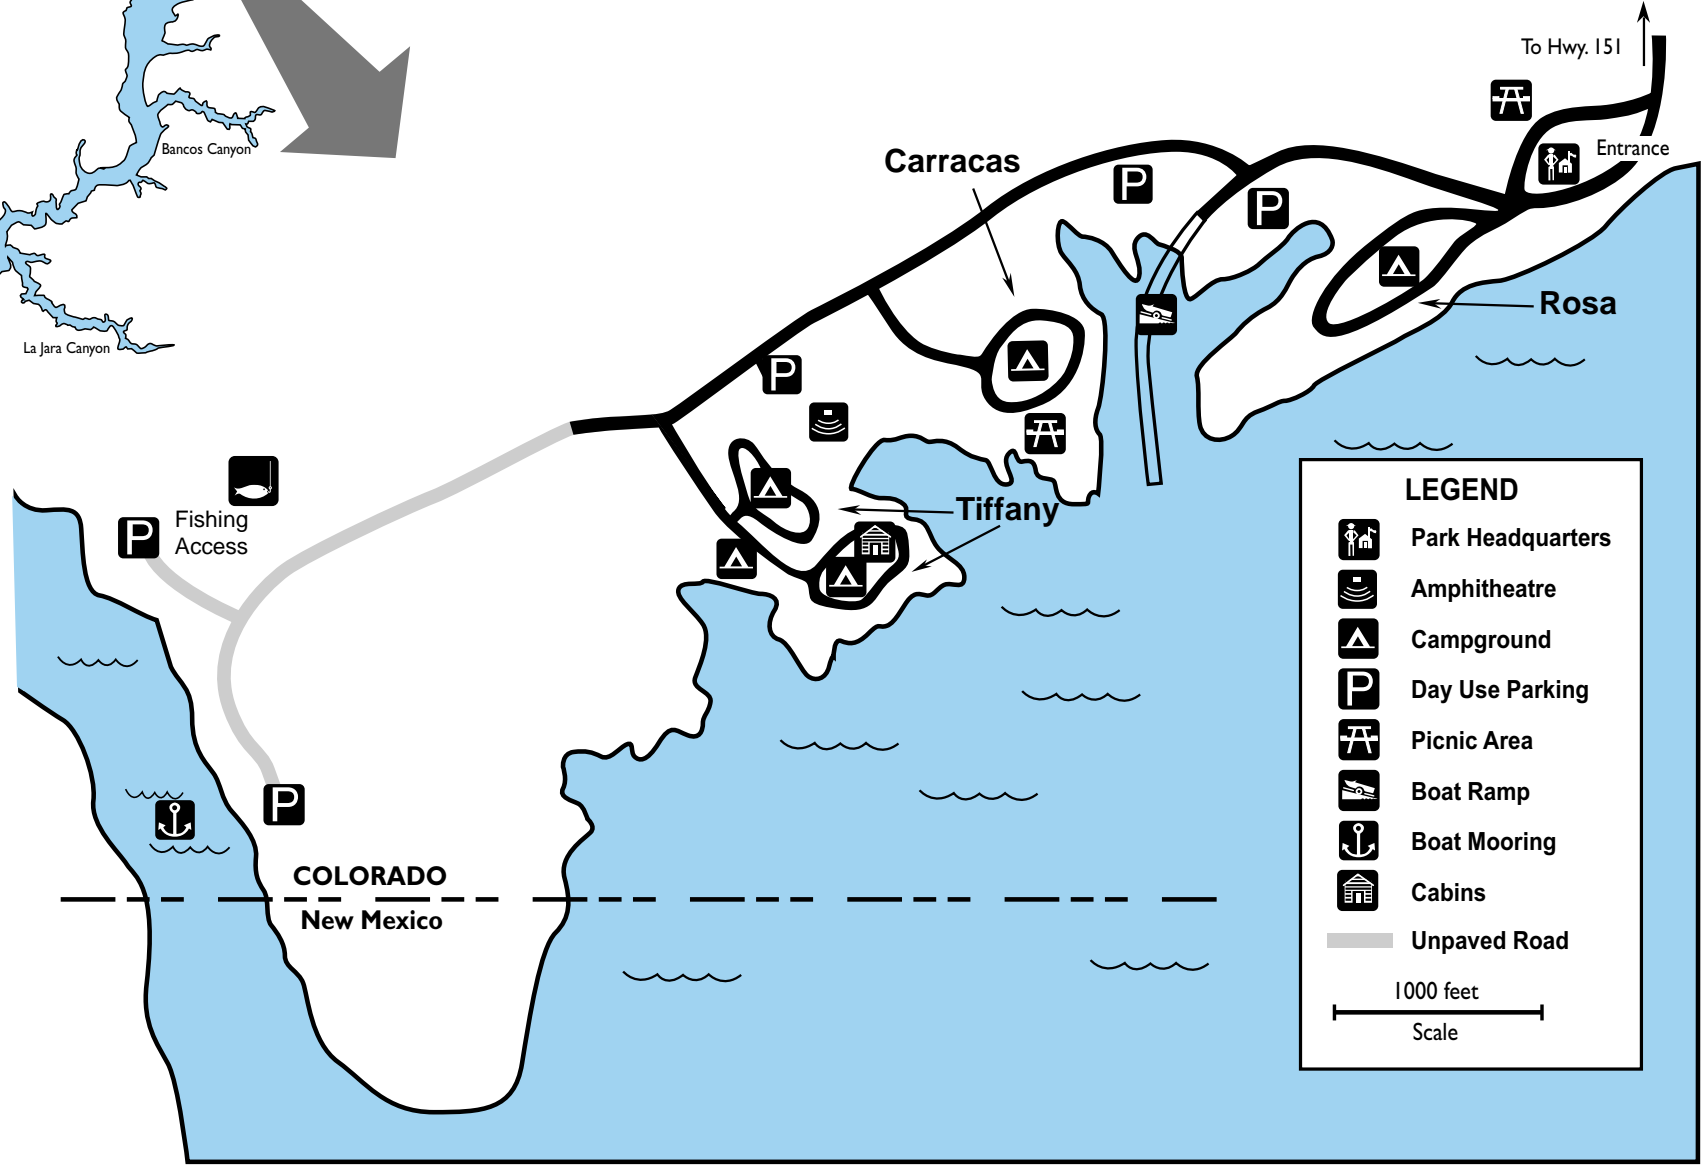 To Hwy. 151
Entrance
Bancos Canyon
Carracas
P
P
Rosa
La Jara Canyon
P
Tiffany
Fishing
Access
P
P
COLORADO
New Mexico
LEGEND
Park Headquarters
Amphitheatre
Campground
P Day Use Parking
Picnic Area
Boat Ramp
Boat Mooring
Cabins
Unpaved Road
1000 feet
Scale